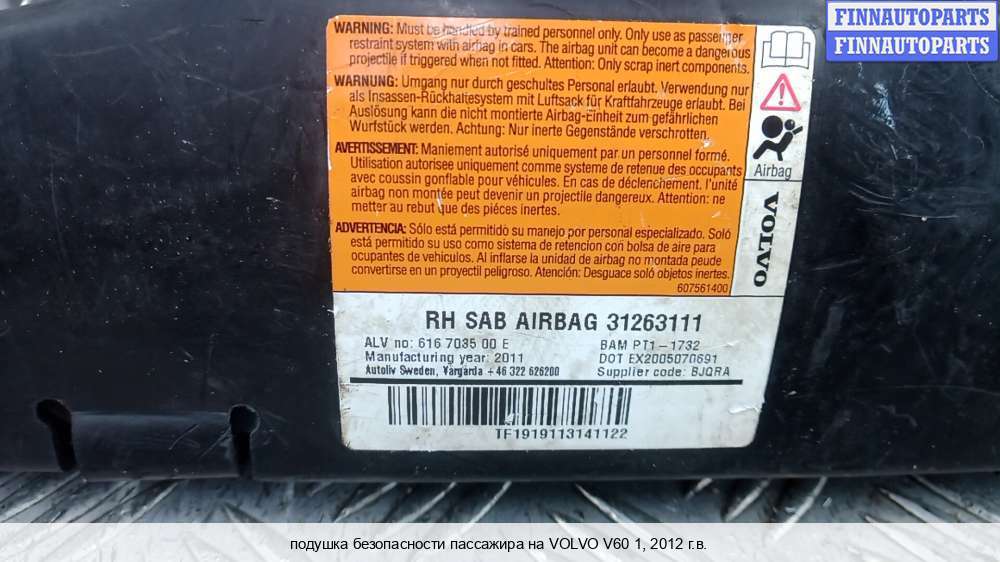 FINNAUTOPARTS
FINNAUTOPARTS
WARNING: Must be handled by trained personnel only. Only use as passenger
restraint system with airbag in cars. The airbag unit can become a dangerous
projectile if triggered when not fitted. Attention: Only scrap inert components.
WARNUNG: Umgang nur durch geschultes Personal erlaubt. Verwendung nur
als Insassen-Rückhaltesystem mit Luftsack für Kraftfahrzeuge erlaubt. Bei
Auslösung kann die nicht montierte Airbag-Einheit zum gefährlichen
Wurfstück werden. Achtung: Nur inerte Gegenstände verschrotten.
AVERTISSEMENT: Maniement autorisé uniquement par un personnel formé.
Utilisation autorisee uniquement comme systeme de retenue des occupants
avec coussin gonflable pour véhicules. En cas de déclenchement, l'unité
airbag non montée peut devenir un projectile dangereux. Attention: ne
metter au rebut que des piéces inertes.
ADVERTENCIA: Sólo está permitido su manejo por personal especializado. Soló
está permitido su uso como sistema de retencion con bolsa de aire para
ocupantes de vehículos. Al inflarse la unidad de airbag no montada peude
convertirse en un proyectil peligroso. Atención: Desguace soló objetos inertes.
607561400
Airbag
VOLVO
RH SAB AIRBAG 31263111
ALV no: 616 7035 00 E
BAM PT1-1732
Manufacturing year: 2011
DOT EX2005070691
Autoliv Sweden, Vårgårda +46 322 626200
Supplier code: BJQRA
TF1919113141122
подушка безопасности пассажира на VOLVO V60 1, 2012 г.в.